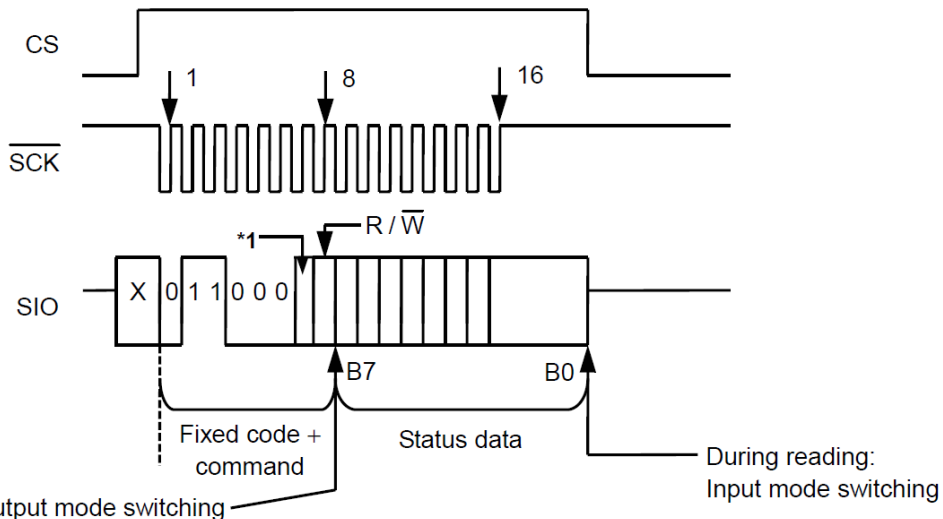 CS
1
8
16
SCK
R / W
*1
X 0 1 1 0 0 0
SIO
B7
B0
Fixed code +
command
Status data
During reading:
Input mode switching
utput mode switching